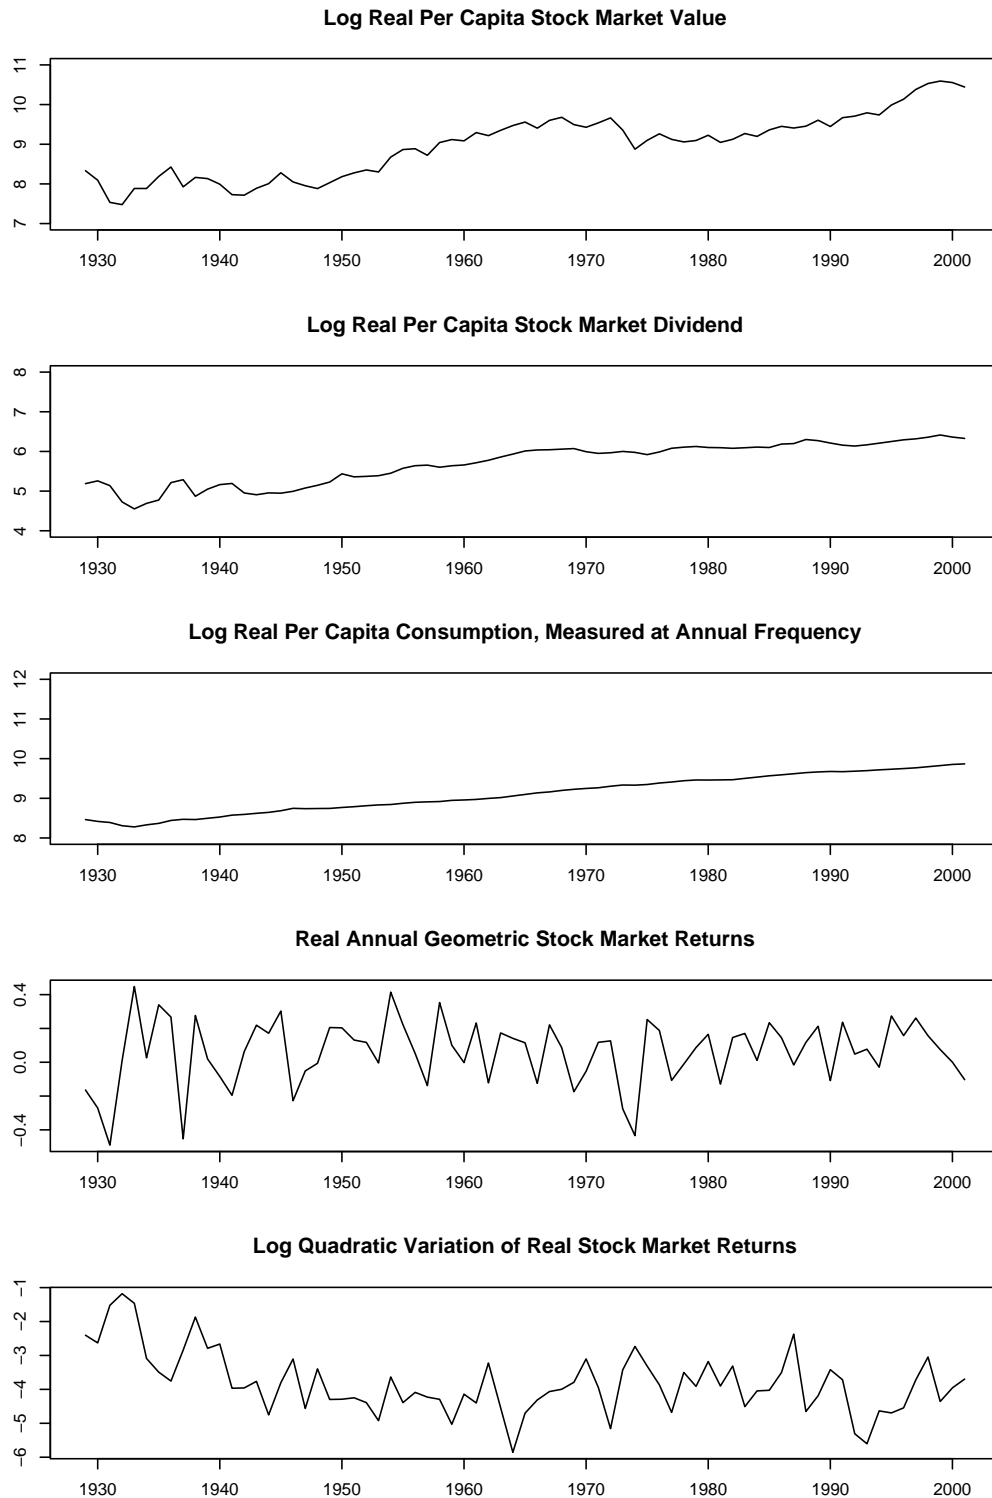 Log Real Per Capita Stock Market Value
11
10
9
8
7
1930 1940 1950 1960 1970 1980 1990 2000
Log Real Per Capita Stock Market Dividend
8
7
6
5
4
1930 1940 1950 1960 1970 1980 1990 2000
Log Real Per Capita Consumption, Measured at Annual Frequency
12
11
10
9
8
1930 1940 1950 1960 1970 1980 1990 2000
Real Annual Geometric Stock Market Returns
0.4
0.0
−0.4
1930 1940 1950 1960 1970 1980 1990 2000
Log Quadratic Variation of Real Stock Market Returns
−1
−2
−3
−4
−5
−6
1930 1940 1950 1960 1970 1980 1990 2000